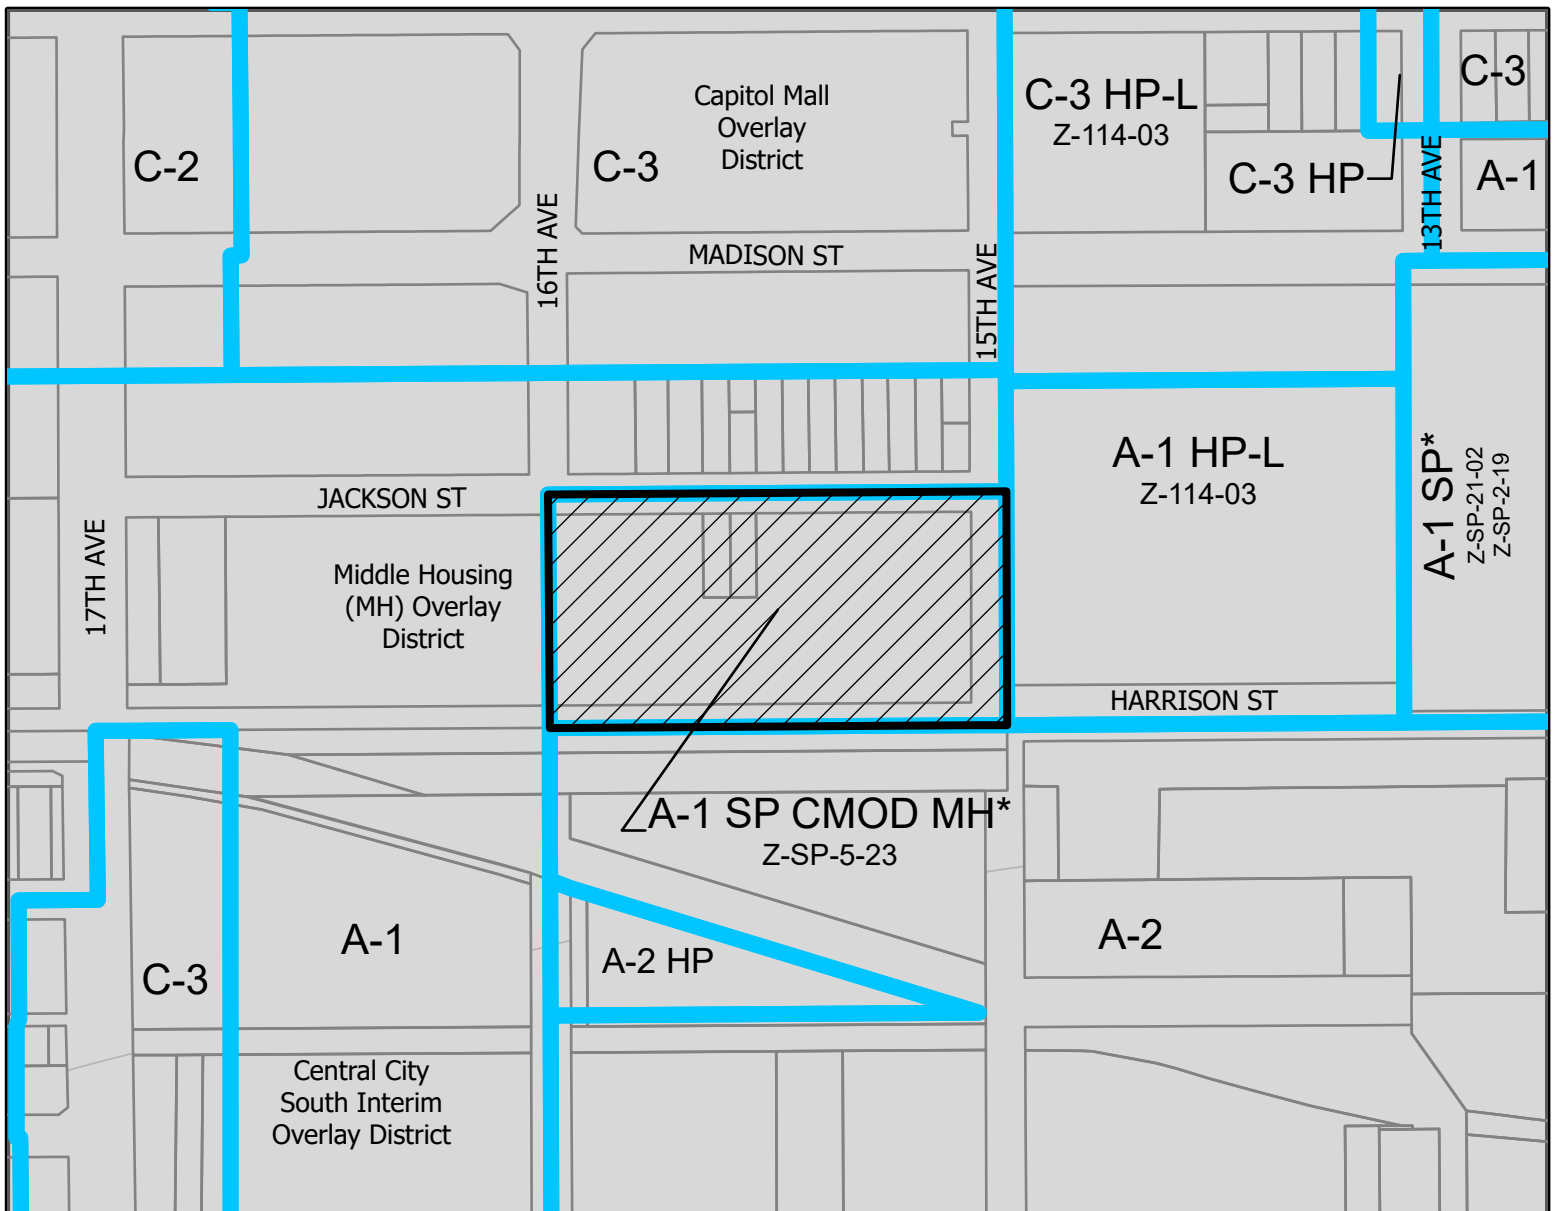 C-2
C-3
Capitol Mall
Overlay
District
C-3 HP-L
Z-114-03
C-3
C-3 HP
A-1
13TH AVE
16TH AVE
MADISON ST
15TH AVE
A-1 HP-L
Z-114-03
A-1 SP*
Z-SP-21-02
Z-SP-2-19
JACKSON ST
17TH AVE
Middle Housing
(MH) Overlay
District
HARRISON ST
A-1 SP CMOD MH*
Z-SP-5-23
A-1
C-3
A-2 HP
A-2
Central City
South Interim
Overlay District